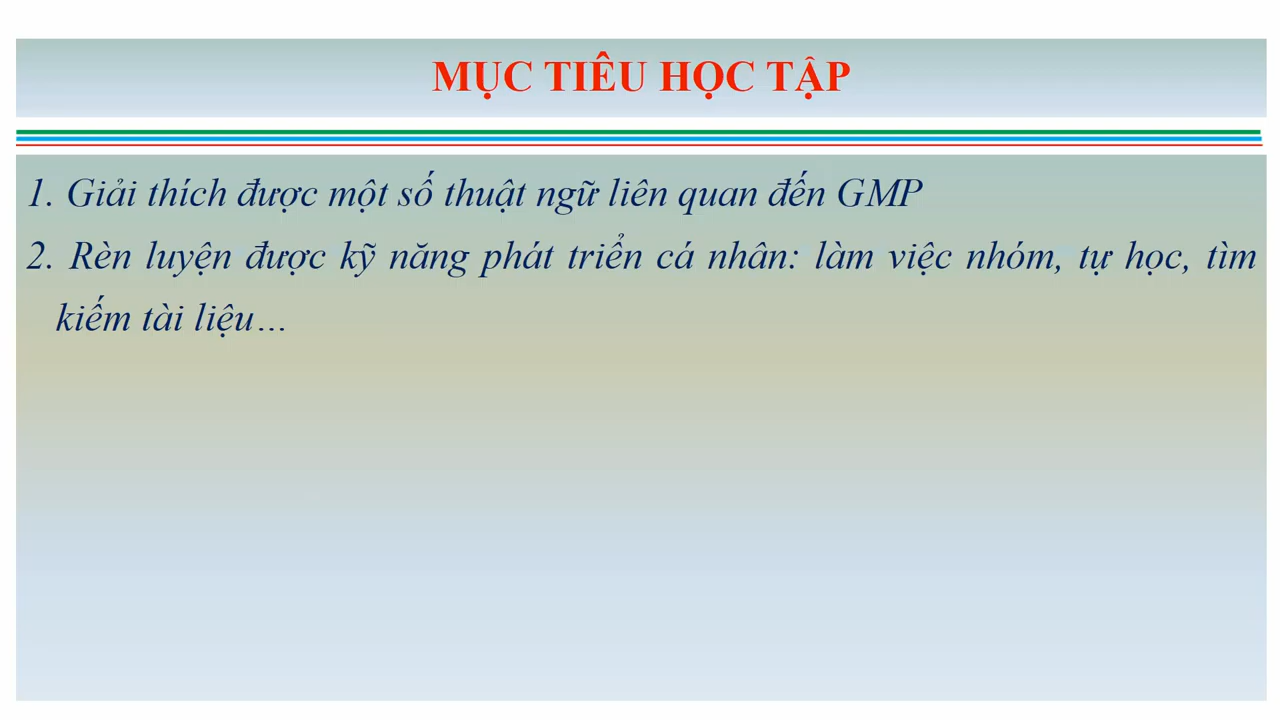 MỤC TIÊU HỌC TẬP
1. Giải thích được một số thuật ngữ liên quan đến GMP
2. Rèn luyện được kỹ năng phát triển cá nhân: làm việc nhóm, tự học, tìm
kiếm tài liệu…